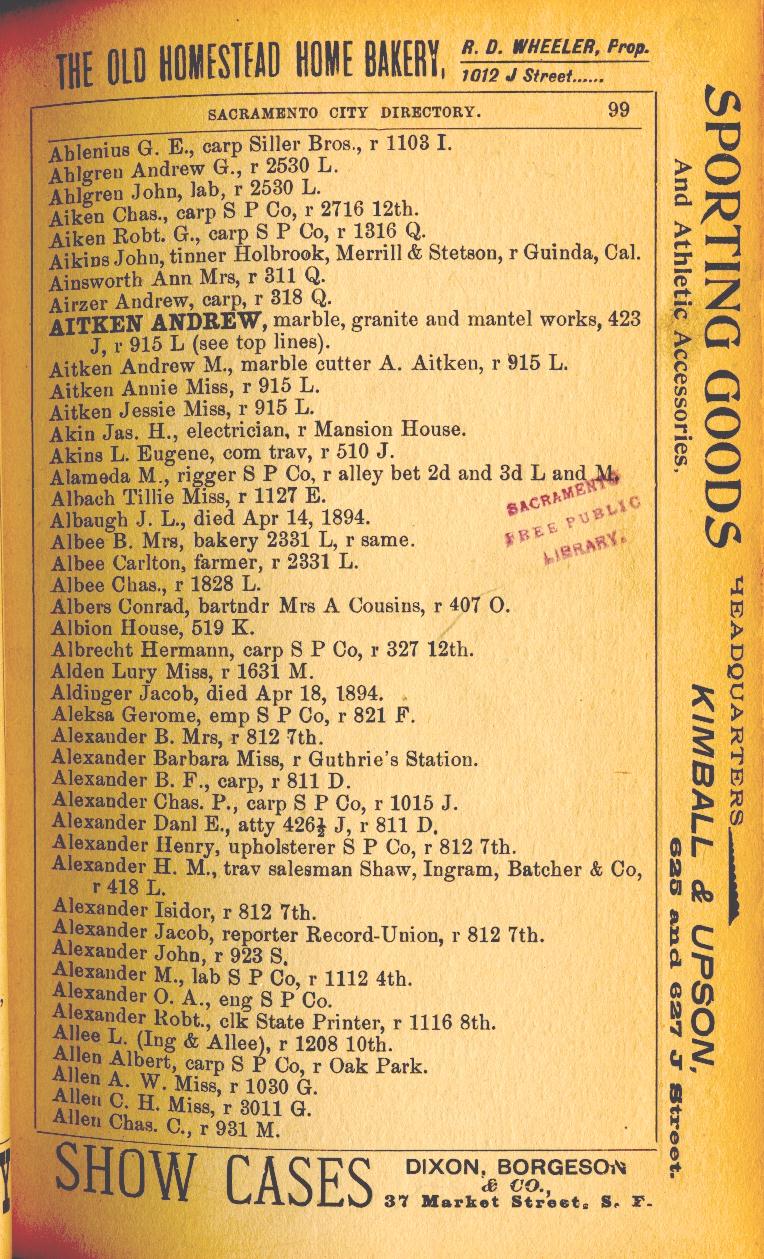 THE OLD HOMESTEAD HOME BAKERY, R. D. WHEELER, Prop.
1012 J Street......
SACRAMENTO CITY DIRECTORY. 99
Ahlenius G. E., carp Siller Bros., r 1103 I.
Ahlgren Andrew G., r 2530 L.
Ahlgren John, lab, r 2530 L.
Aiken Chas., carp S P Co, r 2716 12th.
Aiken Robt. G., carp S P Co, r 1316 Q.
Aikins John, tinner Holbrook, Merrill & Stetson, r Guinda, Cal.
Ainsworth Ann Mrs, r 311 Q.
Airzer Andrew, carp, r 318 Q.
AITKEN ANDREW, marble, granite and mantel works, 423
J, r 915 L (see top lines).
Aitken Andrew M., marble cutter A. Aitken, r 915 L.
Aitken Annie Miss, r 915 L.
Aitken Jessie Miss, r 915 L.
Akin Jas. H., electrician, r Mansion House.
Akins L. Eugene, com trav, r 510 J.
Alameda M., rigger S P Co, r alley bet 2d and 3d L and M.
Albach Tillie Miss, r 1127 E.
Albaugh J. L., died Apr 14, 1894.
Albee B. Mrs, bakery 2331 L, r same.
Albee Carlton, farmer, r 2331 L.
Albee Chas., r 1828 L.
Albers Conrad, bartndr Mrs A Cousins, r 407 O.
Albion House, 519 K.
Albrecht Hermann, carp S P Co, r 327 12th.
Alden Lury Miss, r 1631 M.
Aldinger Jacob, died Apr 18, 1894.
Aleksa Gerome, emp S P Co, r 821 F.
Alexander B. Mrs, r 812 7th.
Alexander Barbara Miss, r Guthrie's Station.
Alexander B. F., carp, r 811 D.
Alexander Chas. P., carp S P Co, r 1015 J.
Alexander Danl E., atty 426½ J, r 811 D.
Alexander Henry, upholsterer S P Co, r 812 7th.
Alexander H. M., trav salesman Shaw, Ingram, Batcher & Co,
r 418 L.
Alexander Isidor, r 812 7th.
Alexander Jacob, reporter Record-Union, r 812 7th.
Alexander John, r 923 S.
Alexander M., lab S P Co, r 1112 4th.
Alexander O. A., eng S P Co.
Alexander Robt., clk State Printer, r 1116 8th.
Allee L. (Ing & Allee), r 1208 10th.
Allen Albert, carp S P Co, r Oak Park.
Allen A. W. Miss, r 1030 G.
Allen C. H. Miss, r 3011 G.
Allen Chas. C., r 931 M.
SACRAMENTO
FREE PUBLIC
LIBRARY.
SHOW CASES DIXON, BORGESON
& CO.,
37 Market Street, S. F.
SPORTING GOODS
And Athletic Accessories.
HEADQUARTERS
KIMBALL & UPSON,
625 and 627 J Street.